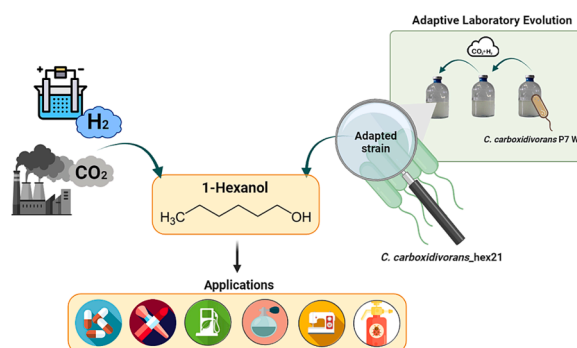 Adaptive Laboratory Evolution
CO₂+H₂
C. carboxidivorans P7 W
H₂
CO₂
Adapted
strain
1-Hexanol
H₃C
OH
C. carboxidivorans_hex21
Applications